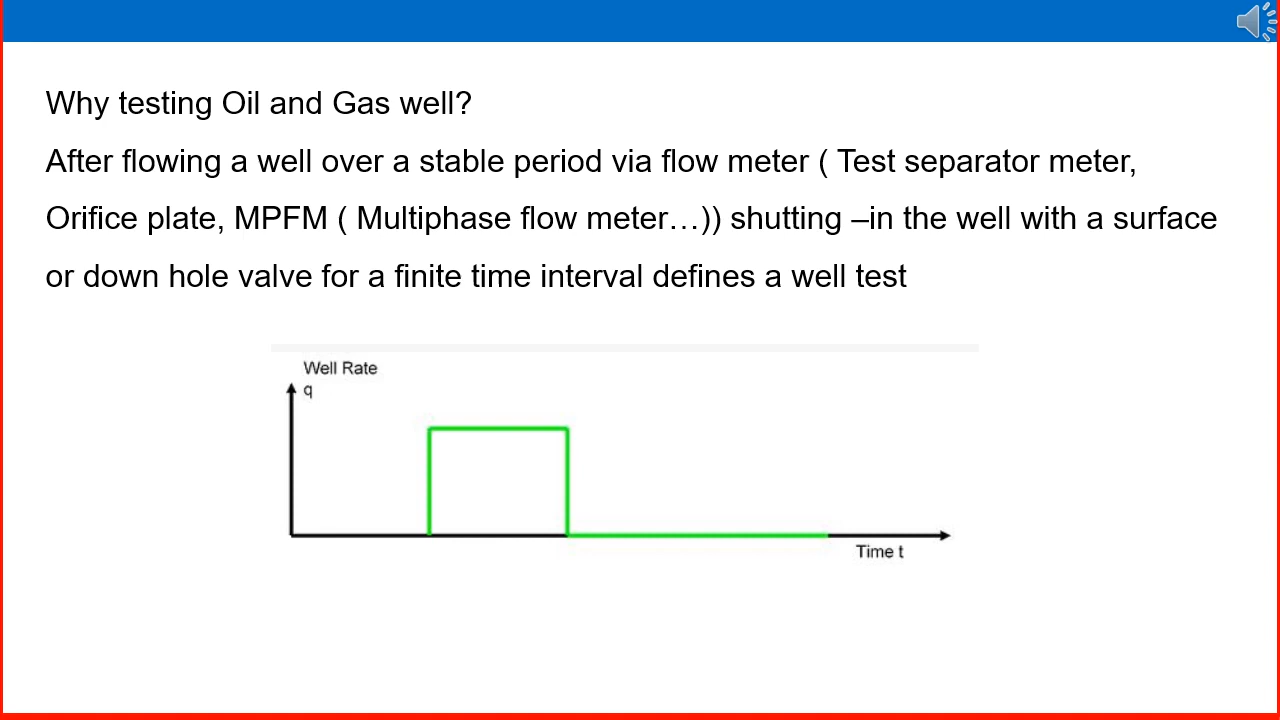 Why testing Oil and Gas well?
After flowing a well over a stable period via flow meter ( Test separator meter,
Orifice plate, MPFM ( Multiphase flow meter…)) shutting –in the well with a surface
or down hole valve for a finite time interval defines a well test
Well Rate
q
Time t